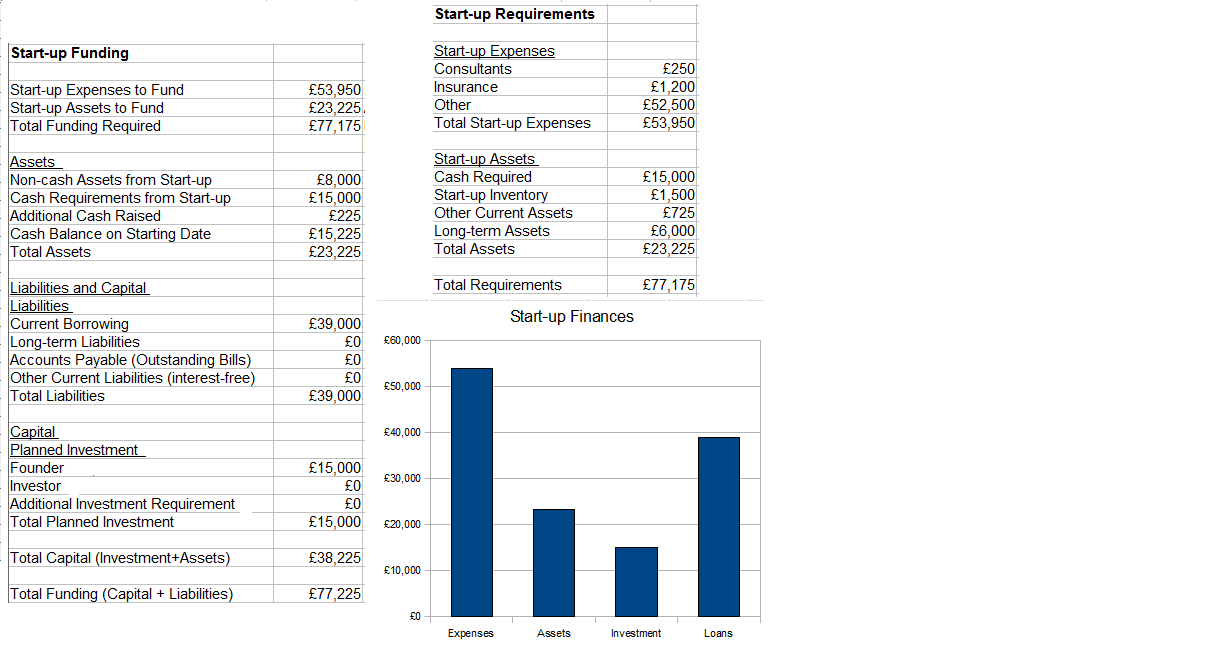 Start-up Funding
Start-up Expenses to Fund £53,950
Start-up Assets to Fund £23,225
Total Funding Required £77,175
Assets
Non-cash Assets from Start-up £8,000
Cash Requirements from Start-up £15,000
Additional Cash Raised £225
Cash Balance on Starting Date £15,225
Total Assets £23,225
Liabilities and Capital
Liabilities
Current Borrowing £39,000
Long-term Liabilities £0
Accounts Payable (Outstanding Bills) £0
Other Current Liabilities (interest-free) £0
Total Liabilities £39,000
Capital
Planned Investment
Founder £15,000
Investor £0
Additional Investment Requirement £0
Total Planned Investment £15,000
Total Capital (Investment+Assets) £38,225
Total Funding (Capital + Liabilities) £77,225
Start-up Requirements
Start-up Expenses
Consultants £250
Insurance £1,200
Other £52,500
Total Start-up Expenses £53,950
Start-up Assets
Cash Required £15,000
Start-up Inventory £1,500
Other Current Assets £725
Long-term Assets £6,000
Total Assets £23,225
Total Requirements £77,175
Start-up Finances
£60,000
£50,000
£40,000
£30,000
£20,000
£10,000
£0
Expenses Assets Investment Loans